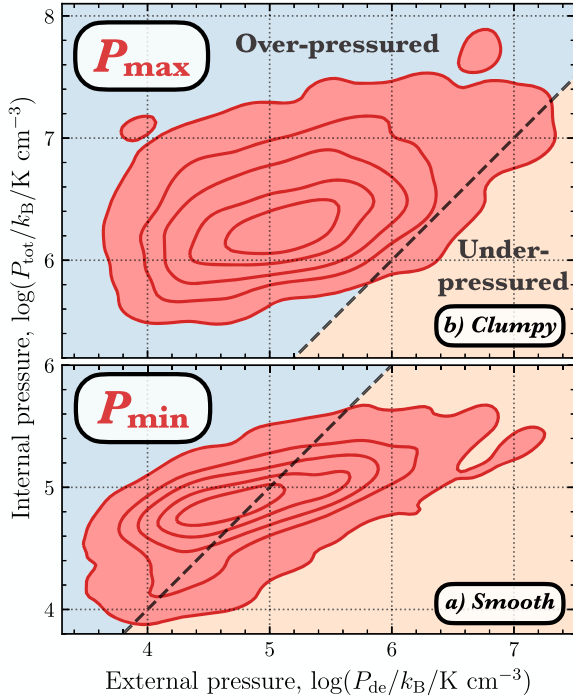 8
7
6
P_max
Over-pressured
Under-
pressured
b) Clumpy
6
5
4
P_min
a) Smooth
4 5 6 7
Internal pressure, log(P_tot/k_B/K cm^−3)
External pressure, log(P_de/k_B/K cm^−3)